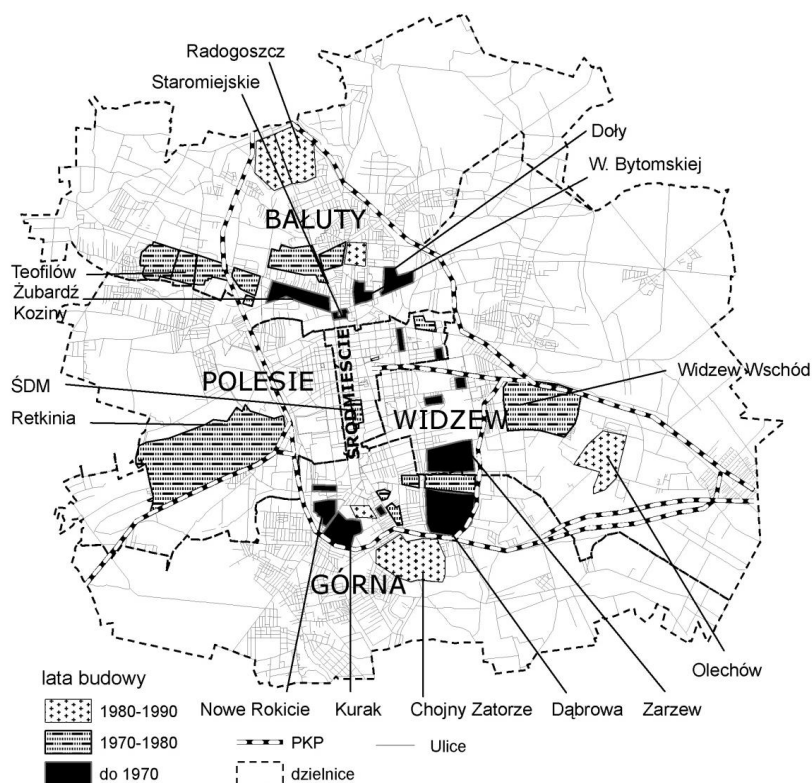 Radogoszcz
Staromiejskie
Doły
W. Bytomskiej
BAŁUTY
Teofilów
Żubardź
Koziny
POLESIE
ŚRÓDMIEŚCIE
Widzew Wschód
ŚDM
WIDZEW
Retkinia
GÓRNA
Olechów
lata budowy
1980-1990
Nowe Rokicie
Kurak
Chojny Zatorze
Dąbrowa
Zarzew
1970-1980
PKP
Ulice
do 1970
dzielnice